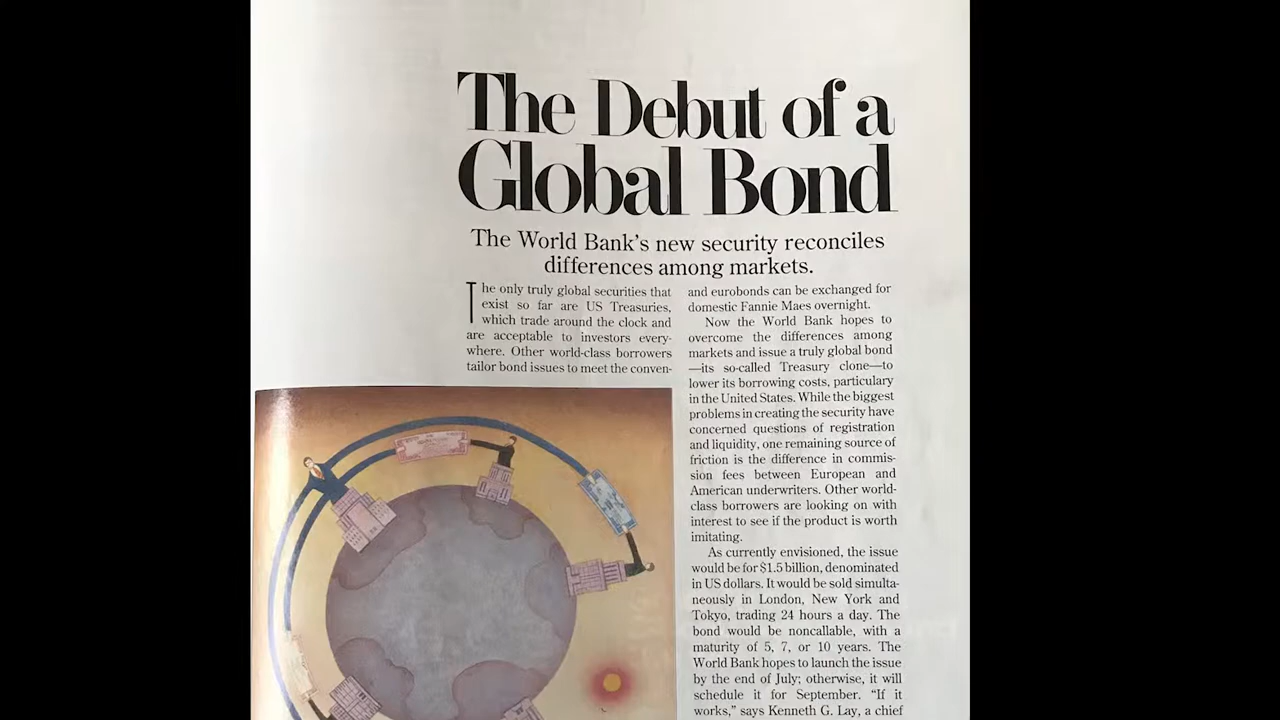 The Debut of a
Global Bond
The World Bank's new security reconciles
differences among markets.
The only truly global securities that
exist so far are US Treasuries,
which trade around the clock and
are acceptable to investors every-
where. Other world-class borrowers
tailor bond issues to meet the conven-
and eurobonds can be exchanged for
domestic Fannie Maes overnight.
Now the World Bank hopes to
overcome the differences among
markets and issue a truly global bond
—its so-called Treasury clone—to
lower its borrowing costs, particulary
in the United States. While the biggest
problems in creating the security have
concerned questions of registration
and liquidity, one remaining source of
friction is the difference in commis-
sion fees between European and
American underwriters. Other world-
class borrowers are looking on with
interest to see if the product is worth
imitating.
As currently envisioned, the issue
would be for $1.5 billion, denominated
in US dollars. It would be sold simulta-
neously in London, New York and
Tokyo, trading 24 hours a day. The
bond would be noncallable, with a
maturity of 5, 7, or 10 years. The
World Bank hopes to launch the issue
by the end of July; otherwise, it will
schedule it for September. “If it
works,” says Kenneth G. Lay, a chief